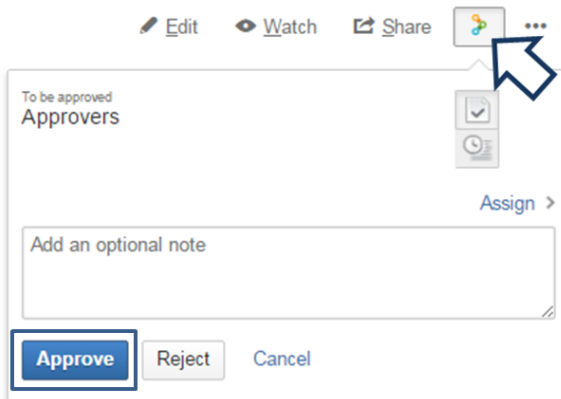 Edit Watch Share
To be approved
Approvers
Assign
Add an optional note
Approve Reject Cancel